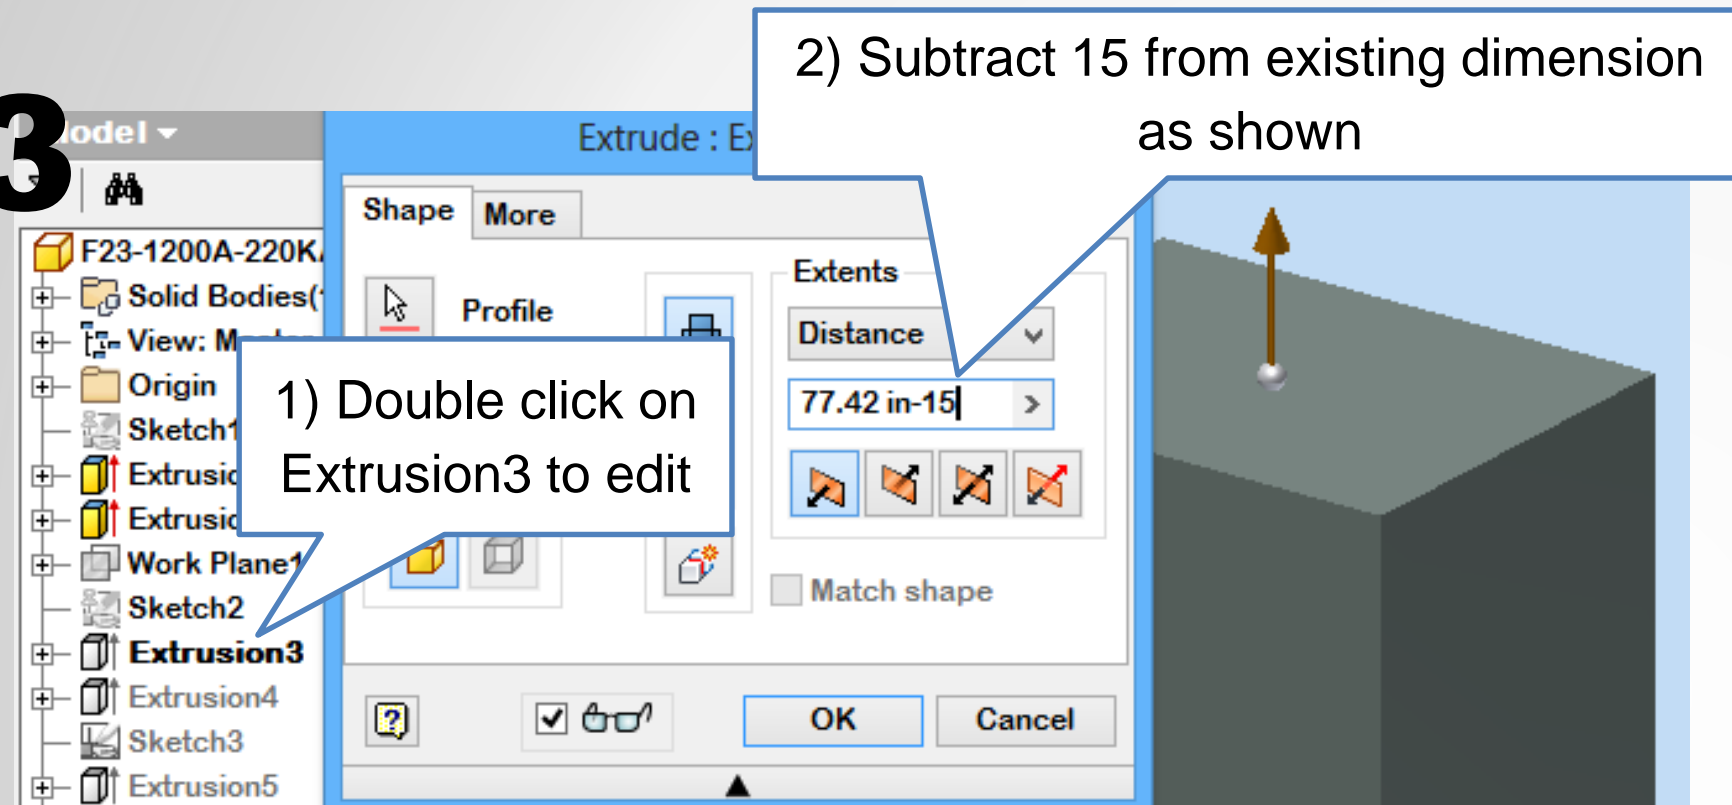 2) Subtract 15 from existing dimension
as shown
3
odel
Extrude :
Shape
More
F23-1200A-220K
Extents
Solid Bodies(
Profile
Distance
View:
Origin
1) Double click on
Extrusion3 to edit
77.42 in-15
Sketch1
Work Plane1
Match shape
Sketch2
Extrusion3
Extrusion4
OK
Cancel
Sketch3
Extrusion5